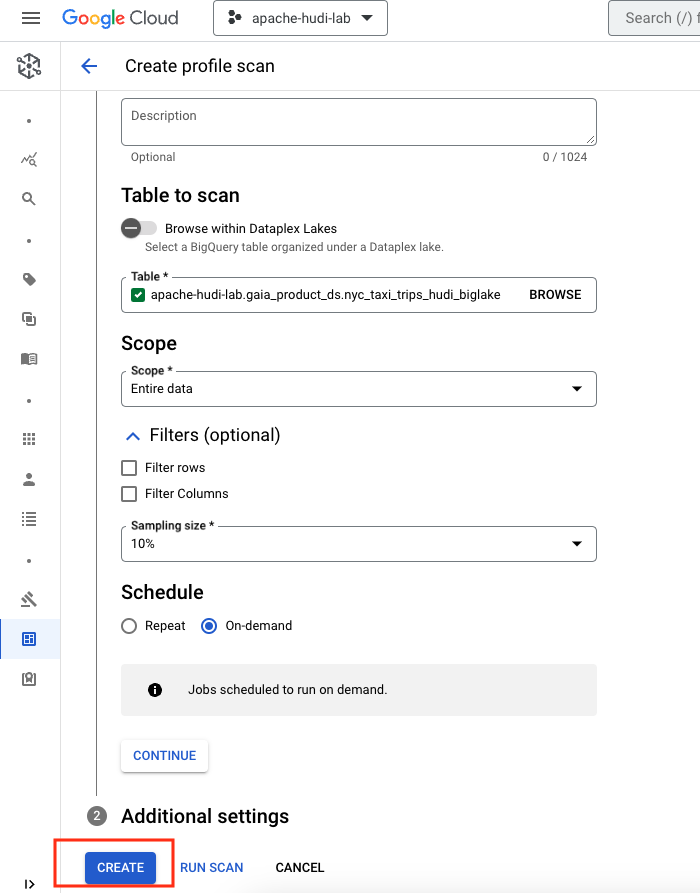 Google Cloud
apache-hudi-lab
Search (/) f
Create profile scan
Description
Optional
0 / 1024
Table to scan
Browse within Dataplex Lakes
Select a BigQuery table organized under a Dataplex lake.
Table *
apache-hudi-lab.gaia_product_ds.nyc_taxi_trips_hudi_biglake BROWSE
Scope
Scope *
Entire data
Filters (optional)
Filter rows
Filter Columns
Sampling size *
10%
Schedule
Repeat On-demand
Jobs scheduled to run on demand.
CONTINUE
2 Additional settings
CREATE RUN SCAN CANCEL